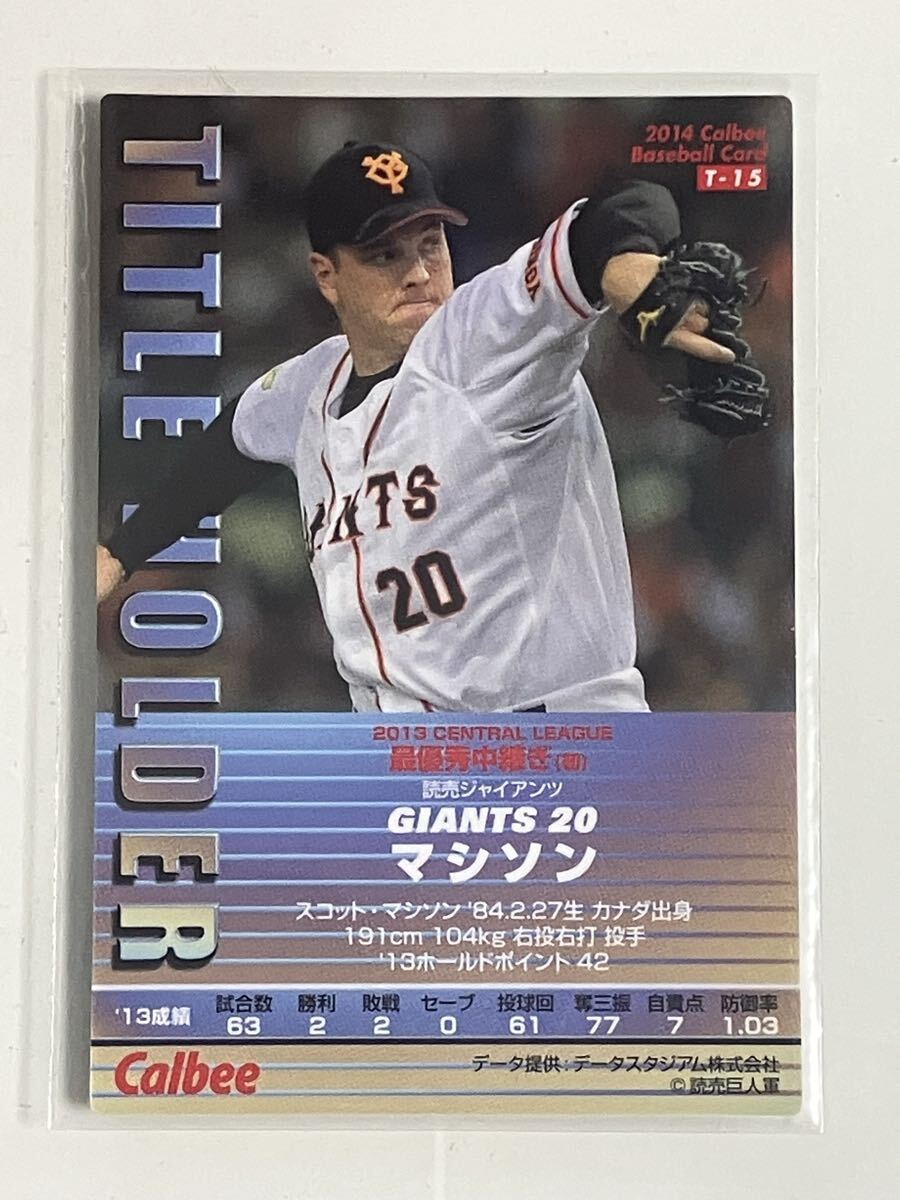 TITLE HOLDER
2014 Calbee
Baseball Card
T-15
GIANTS
20
2013 CENTRAL LEAGUE
最優秀中継ぎ(初)
読売ジャイアンツ
GIANTS 20
マシソン
スコット・マシソン '84.2.27生 カナダ出身
191cm 104kg 右投右打 投手
'13ホールドポイント 42
'13成績 試合数 勝利 敗戦 セーブ 投球回 奪三振 自責点 防御率
63 2 2 0 61 77 7 1.03
Calbee
データ提供：データスタジアム株式会社
©読売巨人軍